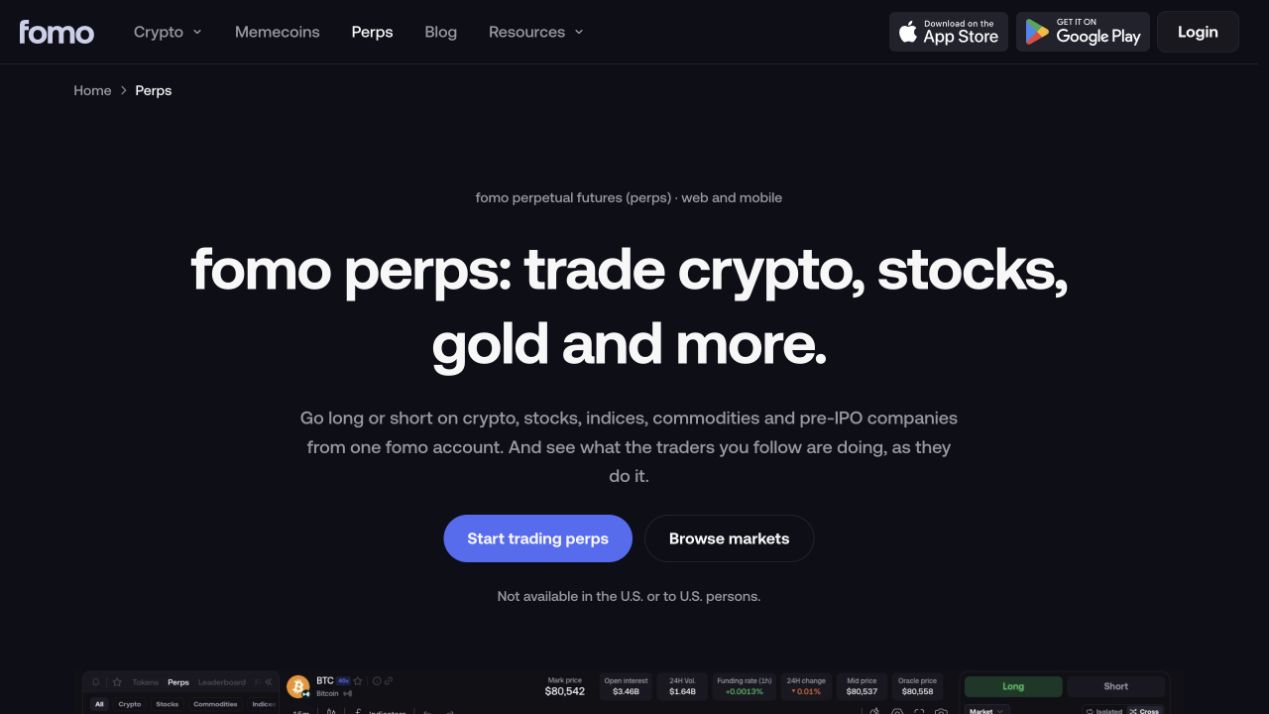 fomo
Crypto
Memecoins
Perps
Blog
Resources
Download on the
App Store
GET IT ON
Google Play
Login
Home > Perps
fomo perpetual futures (perps) · web and mobile
fomo perps: trade crypto, stocks,
gold and more.
Go long or short on crypto, stocks, indices, commodities and pre-IPO companies
from one fomo account. And see what the traders you follow are doing, as they
do it.
Start trading perps
Browse markets
Not available in the U.S. or to U.S. persons.
Tokens Perps Leaderboard
All Crypto Stocks Commodities Indices
BTC 40x
Bitcoin
Mark price
$80,542
Open interest
$3.46B
24H Vol.
$1.64B
Funding rate (1h)
+0.0013%
24H change
▾ 0.01%
Mid price
$80,537
Oracle price
$80,558
Long
Short
Market
Isolated
Cross